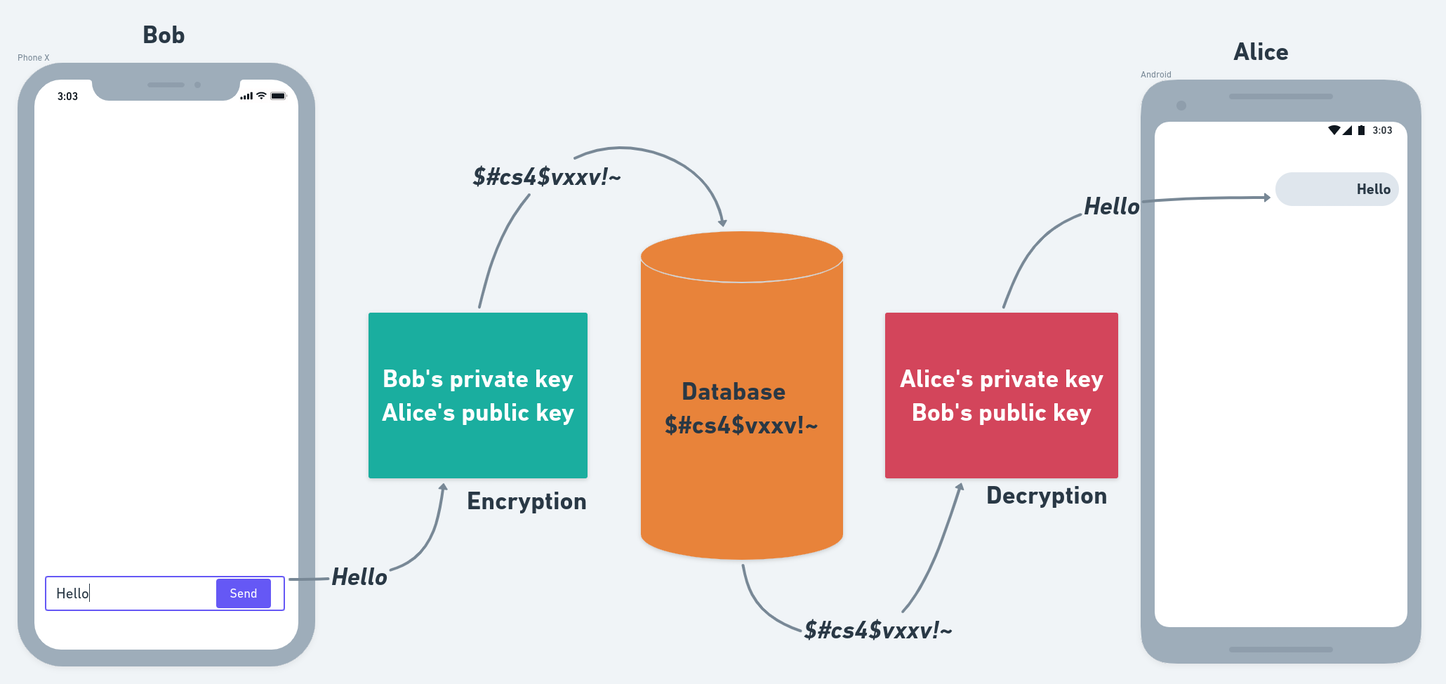 Bob
Phone X
3:03
Hello
Send
Hello
Encryption
Bob's private key
Alice's public key
$#cs4$vxxv!~
Database
$#cs4$vxxv!~
$#cs4$vxxv!~
Decryption
Alice's private key
Bob's public key
Hello
Alice
Android
3:03
Hello